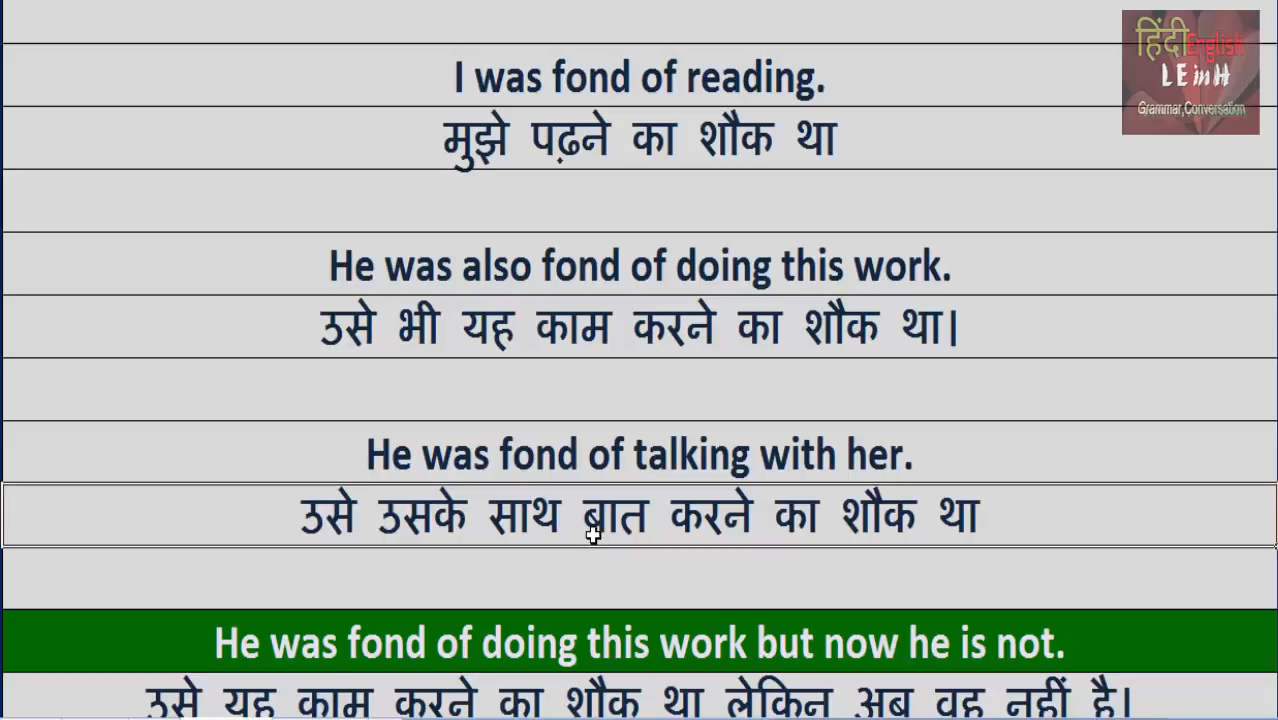 हिंदी English
L E in H
Grammar,Conversation
I was fond of reading.
मुझे पढ़ने का शौक था
He was also fond of doing this work.
उसे भी यह काम करने का शौक था।
He was fond of talking with her.
उसे उसके साथ बात करने का शौक था
He was fond of doing this work but now he is not.
उसे यह काम करने का शौक था लेकिन अब वह नहीं है।